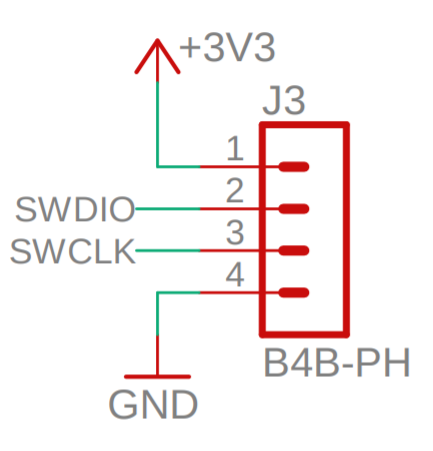 +3V3
J3
1
2
SWDIO
3
SWCLK
4
B4B-PH
GND